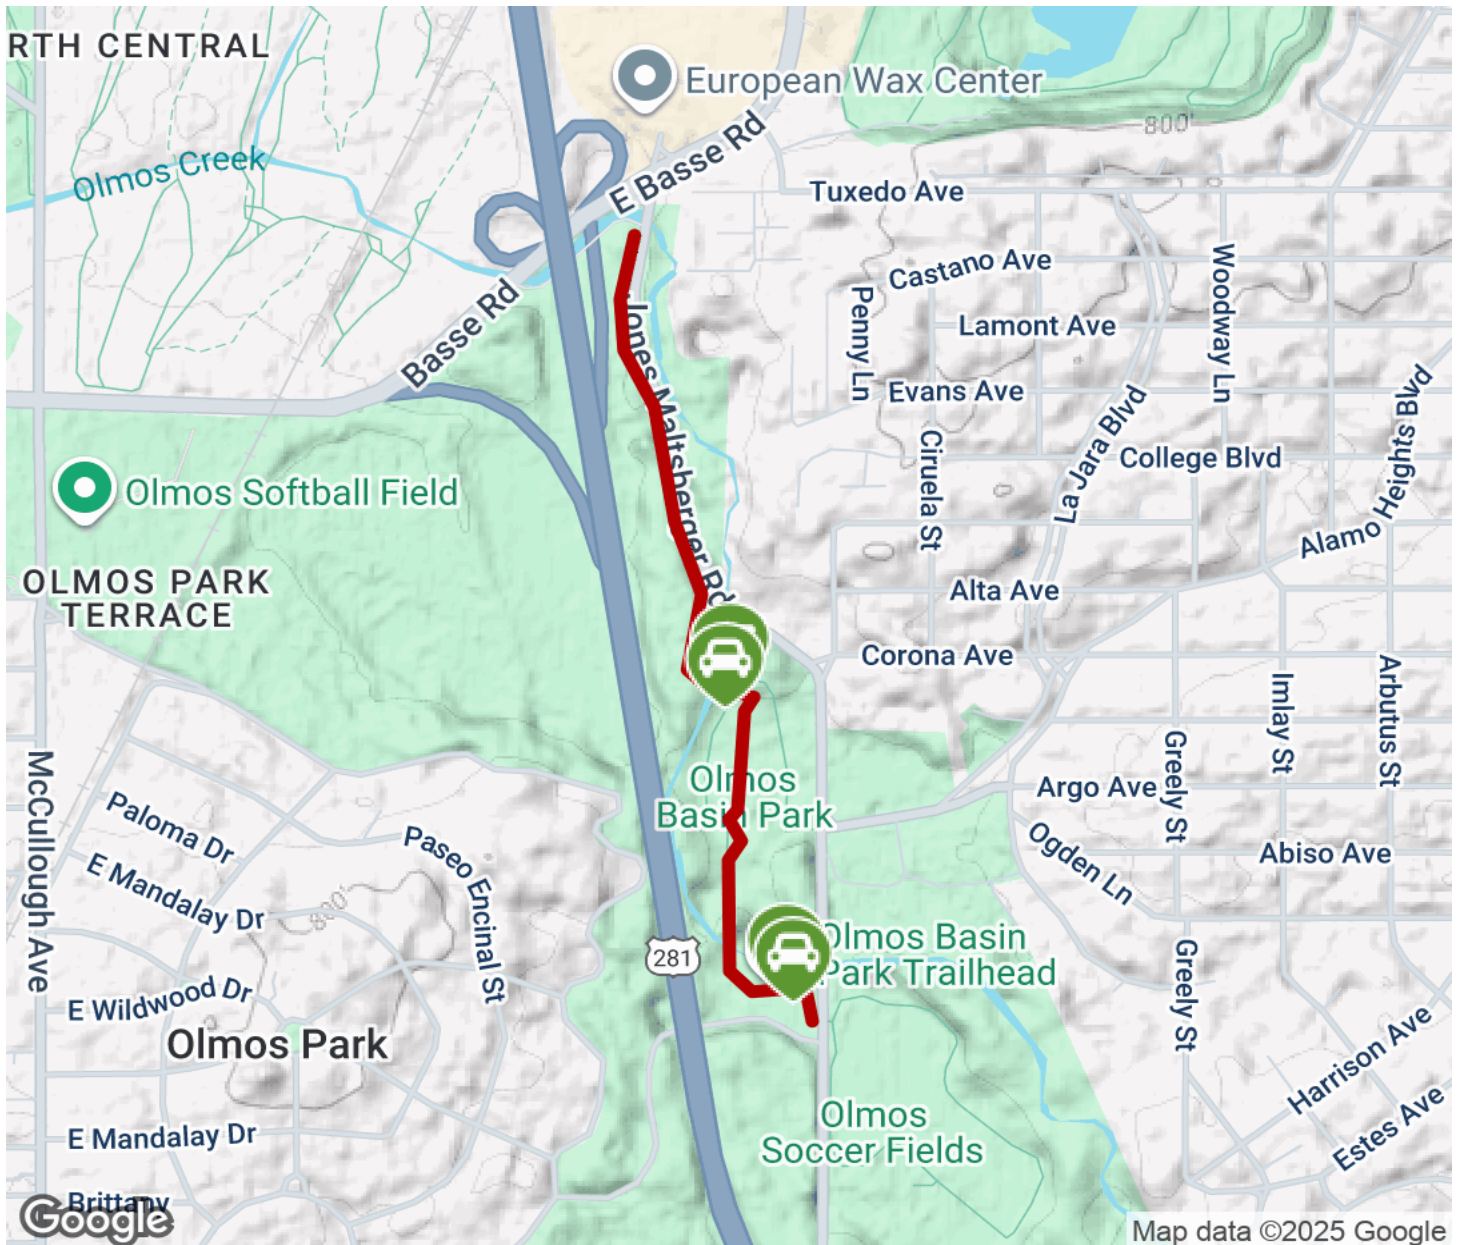 RTH CENTRAL
European Wax Center
800'
Olmos Creek
E Basse Rd
Tuxedo Ave
Castano Ave
Woodway Ln
Penny Ln
Lamont Ave
Basse Rd
Jones Maltsberger Rd
Evans Ave
La Jara Blvd
Alamo Heights Blvd
Ciruela St
College Blvd
Olmos Softball Field
OLMOS PARK
TERRACE
Alta Ave
Corona Ave
Imlay St
Arbutus St
Greely St
McCullough Ave
Olmos
Basin Park
Argo Ave
Paloma Dr
Paseo Encinal St
Ogden Ln
Abiso Ave
E Mandalay Dr
800'
281
Olmos Basin
Park Trailhead
Greely St
E Wildwood Dr
Olmos Park
Harrison Ave
Olmos
Soccer Fields
Estes Ave
E Mandalay Dr
Brittany
Google
Map data ©2025 Google